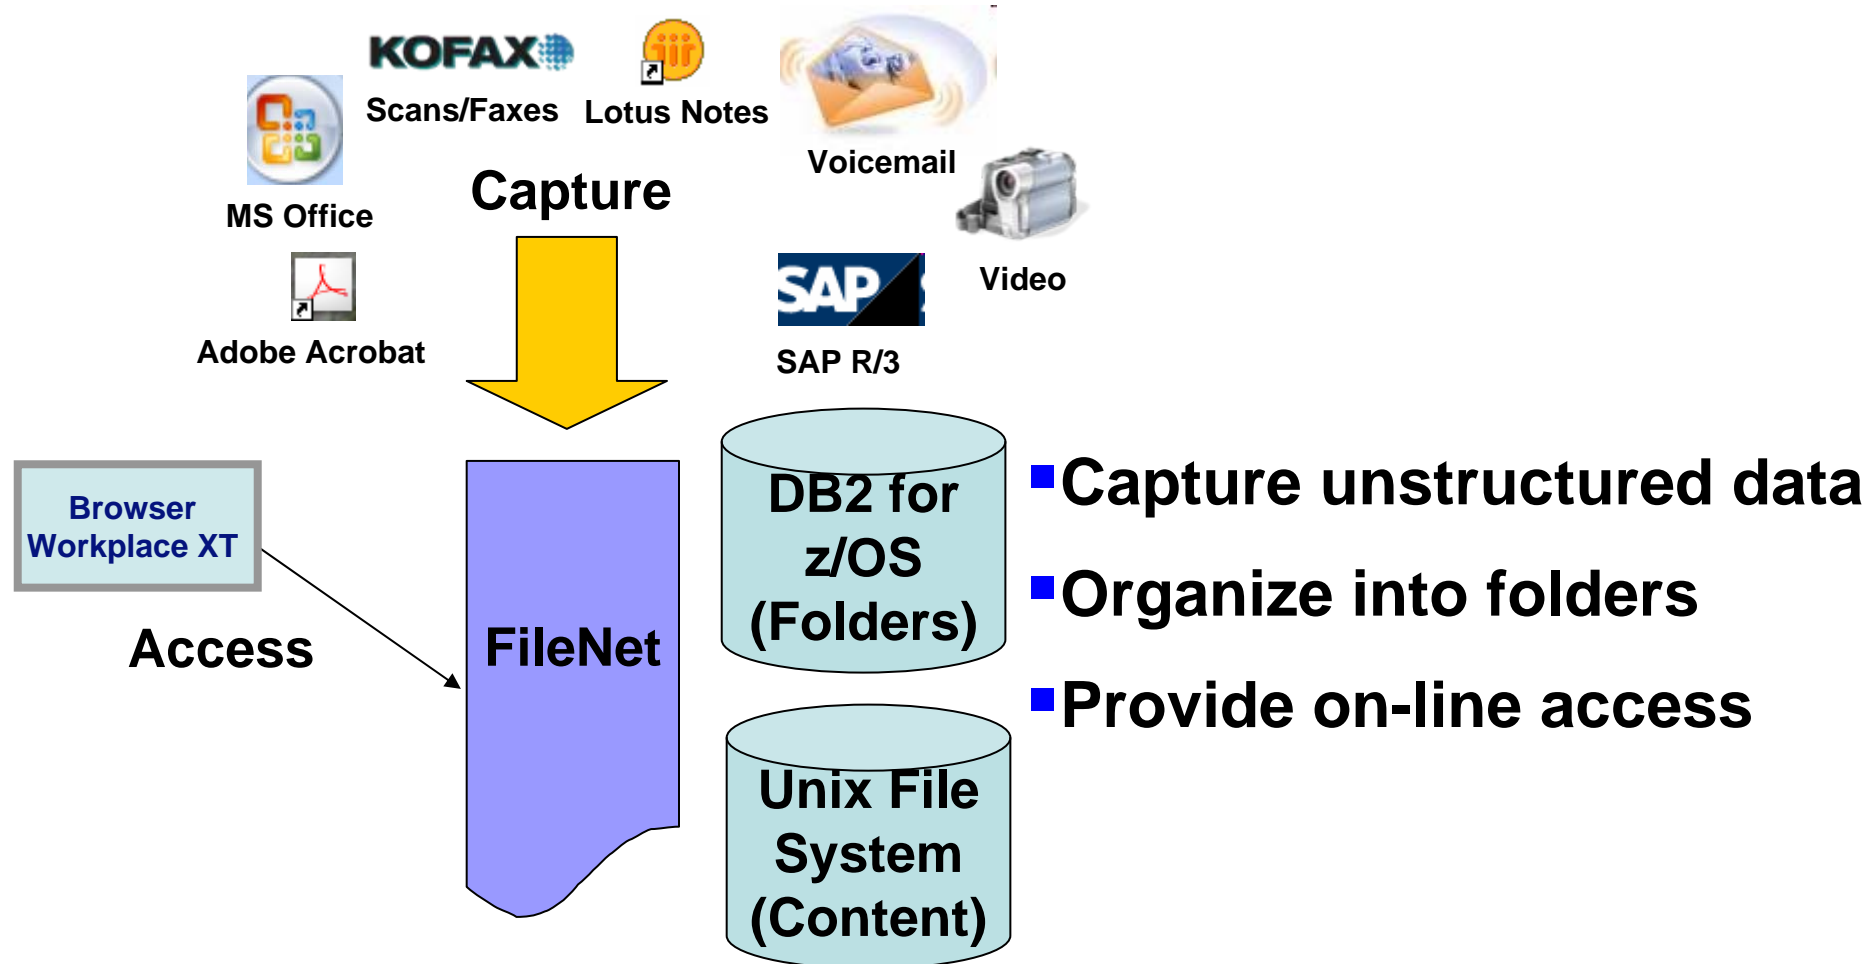 KOFAX
Scans/Faxes
Lotus Notes
Voicemail
MS Office
Capture
Video
SAP
Adobe Acrobat
SAP R/3
Browser
Workplace XT
Access
FileNet
DB2 for
z/OS
(Folders)
Unix File
System
(Content)
▪Capture unstructured data
▪Organize into folders
▪Provide on-line access